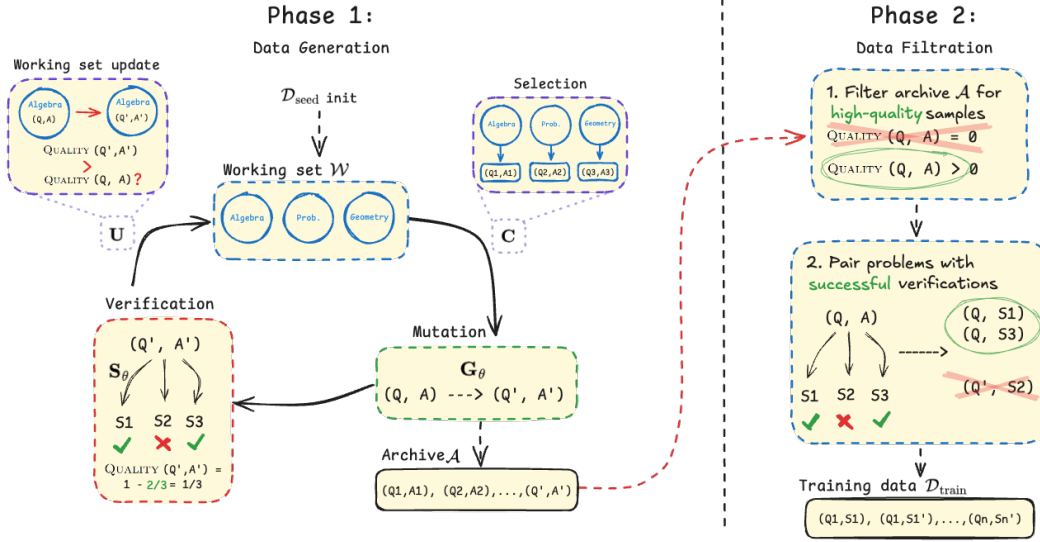 Phase 1:
Data Generation
Working set update
Algebra
(Q,A)
Algebra
(Q',A')
QUALITY (Q',A')
>
QUALITY (Q, A)?
U
𝒟seed init
Working set 𝒲
Algebra
Prob.
Geometry
Selection
Algebra
Prob.
Geometry
(Q1,A1)
(Q2,A2)
(Q3,A3)
C
Verification
(Q', A')
Sθ
S1
S2
S3
QUALITY (Q',A') =
1 - 2/3 = 1/3
Mutation
Gθ
(Q, A) ---> (Q', A')
Archive 𝒜
(Q1,A1), (Q2,A2),...,(Q',A')
Phase 2:
Data Filtration
1. Filter archive 𝒜 for
high-quality samples
QUALITY (Q, A) = 0
QUALITY (Q, A) > 0
2. Pair problems with
successful verifications
(Q, A)
S1
S2
S3
(Q, S1)
(Q, S3)
(Q', S2)
Training data 𝒟train
(Q1,S1), (Q1,S1'),...,(Qn,Sn')